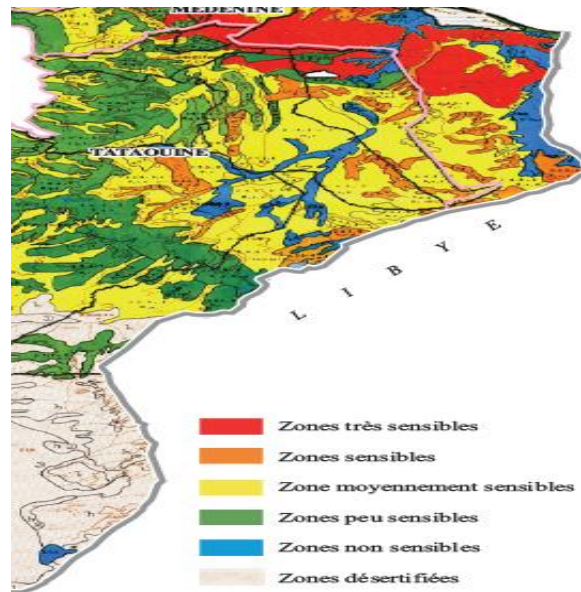 MEDENINE
TATAOUINE
LIBYE
Zones très sensibles
Zones sensibles
Zone moyennement sensibles
Zones peu sensibles
Zones non sensibles
Zones désertifiées